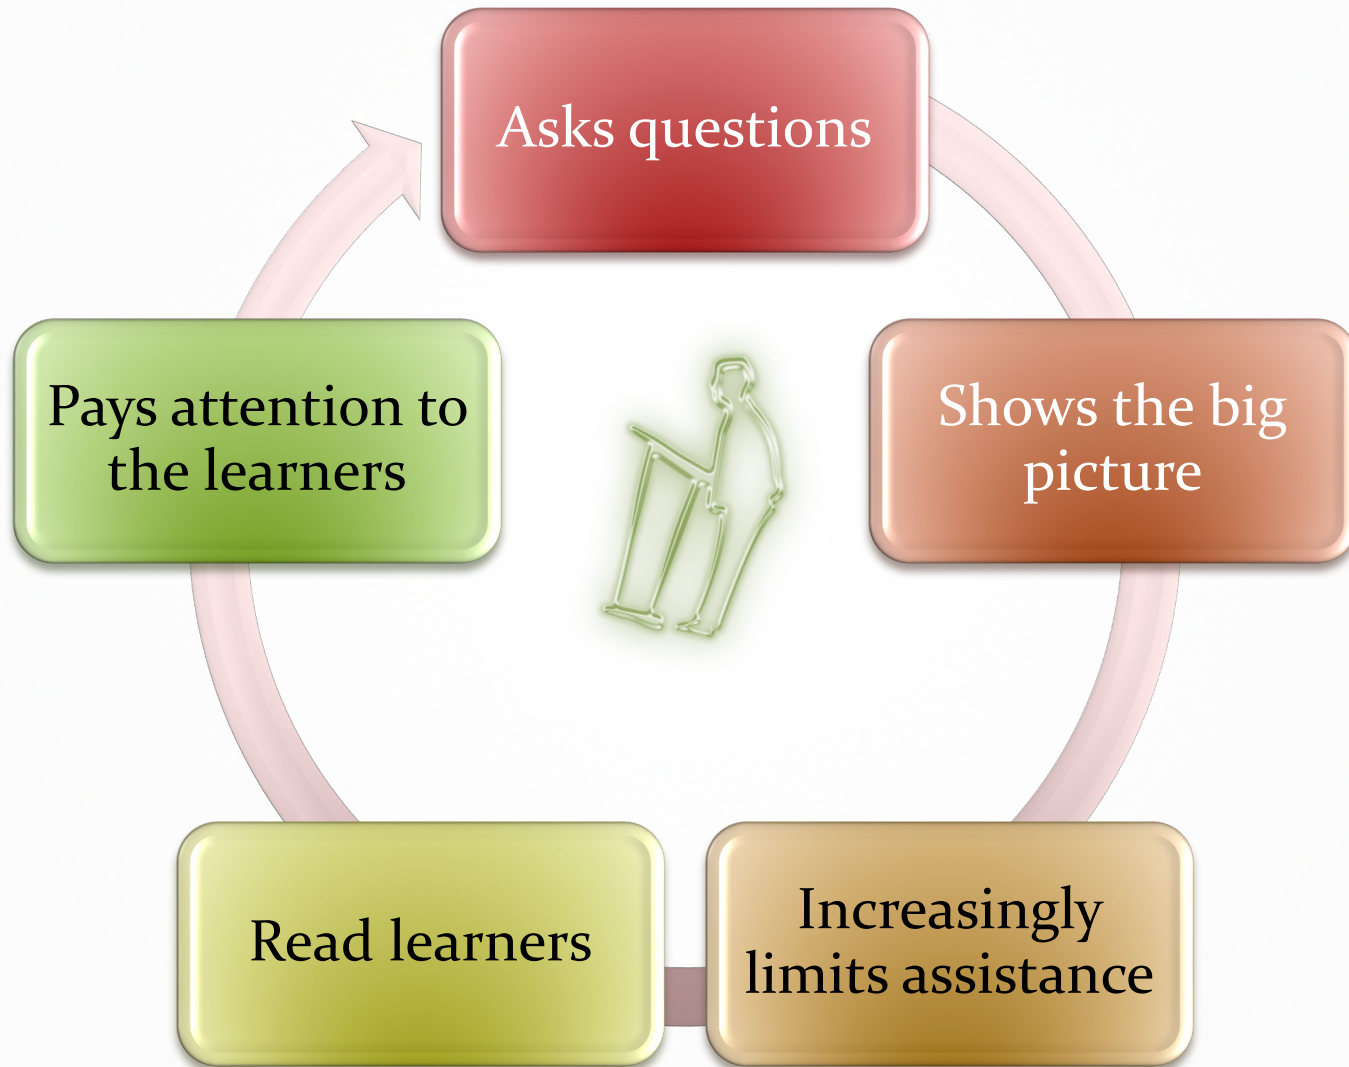 Asks questions
Shows the big
picture
Increasingly
limits assistance
Read learners
Pays attention to
the learners